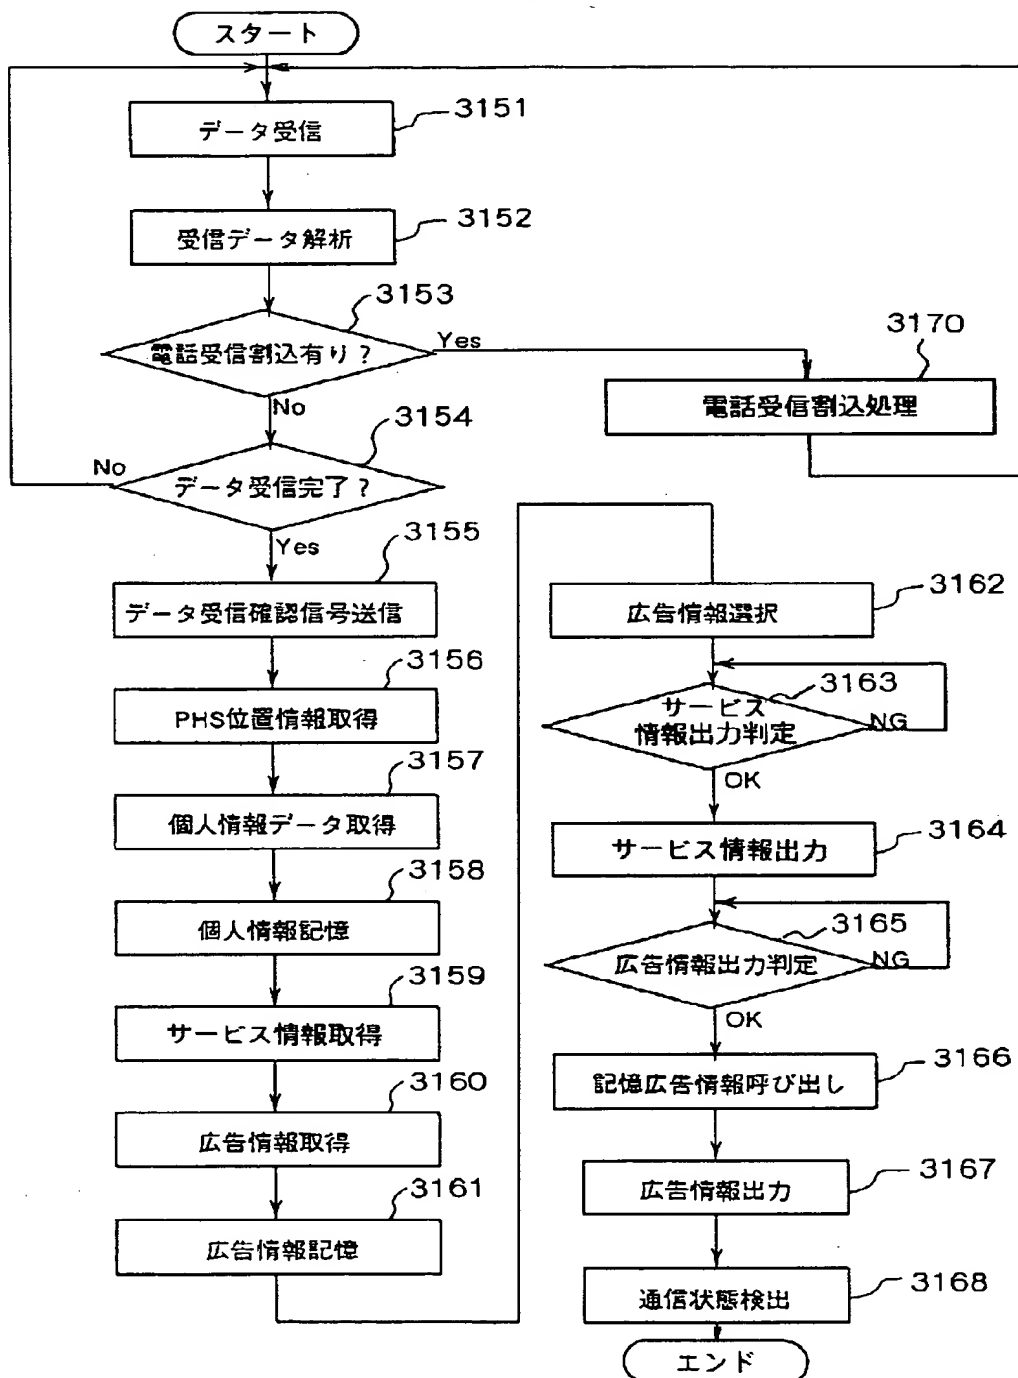 スタート
データ受信
3151
受信データ解析
3152
電話受信割込有り?
3153
Yes
No
電話受信割込処理
3170
データ受信完了?
3154
No
Yes
データ受信確認信号送信
3155
PHS位置情報取得
3156
個人情報データ取得
3157
個人情報記憶
3158
サービス情報取得
3159
広告情報取得
3160
広告情報記憶
3161
広告情報選択
3162
サービス
情報出力判定
3163
NG
OK
サービス情報出力
3164
広告情報出力判定
3165
NG
OK
記憶広告情報呼び出し
3166
広告情報出力
3167
通信状態検出
3168
エンド